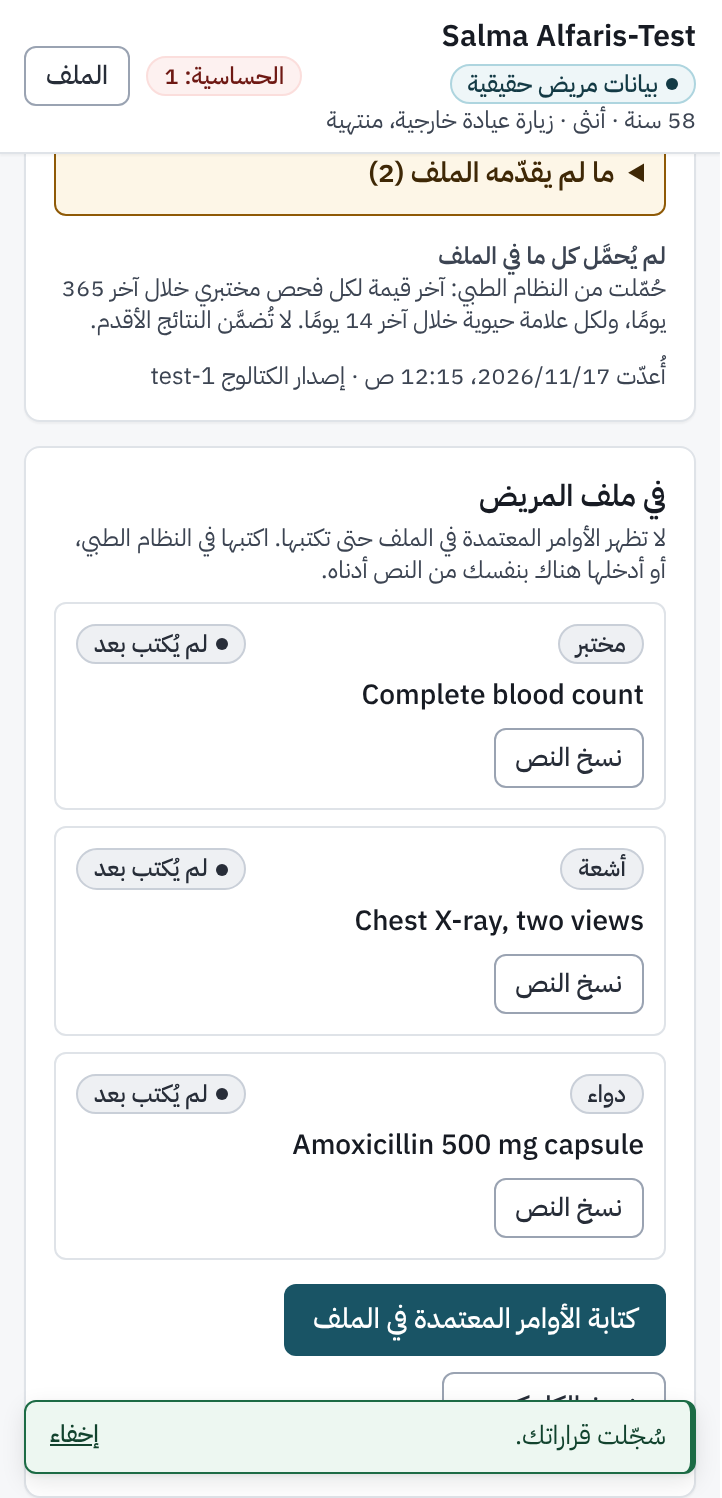 Salma Alfaris-Test
بيانات مريض حقيقية
58 سنة · أنثى · زيارة عيادة خارجية، منتهية
الحساسية: 1
الملف
ما لم يقدّمه الملف (2)
لم يُحمَّل كل ما في الملف
حُمّلت من النظام الطبي: آخر قيمة لكل فحص مختبري خلال آخر 365
يومًا، ولكل علامة حيوية خلال آخر 14 يومًا. لا تُضمَّن النتائج الأقدم.
أُعدّت 2026/11/17، 12:15 ص · إصدار الكتالوج test-1
في ملف المريض
لا تظهر الأوامر المعتمدة في الملف حتى تكتبها. اكتبها في النظام الطبي،
أو أدخلها هناك بنفسك من النص أدناه.
مختبر
لم يُكتب بعد
Complete blood count
نسخ النص
أشعة
لم يُكتب بعد
Chest X-ray, two views
نسخ النص
دواء
لم يُكتب بعد
Amoxicillin 500 mg capsule
نسخ النص
كتابة الأوامر المعتمدة في الملف
سُجّلت قراراتك.
إخفاء